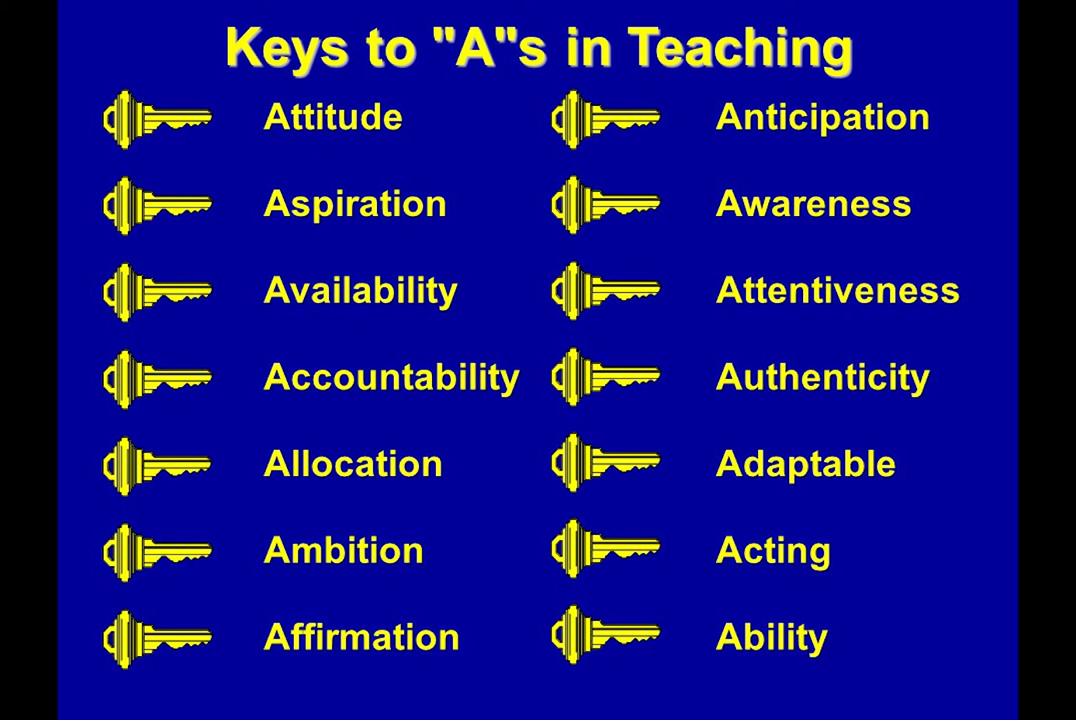 Keys to "A"s in Teaching
Attitude
Aspiration
Availability
Accountability
Allocation
Ambition
Affirmation
Anticipation
Awareness
Attentiveness
Authenticity
Adaptable
Acting
Ability